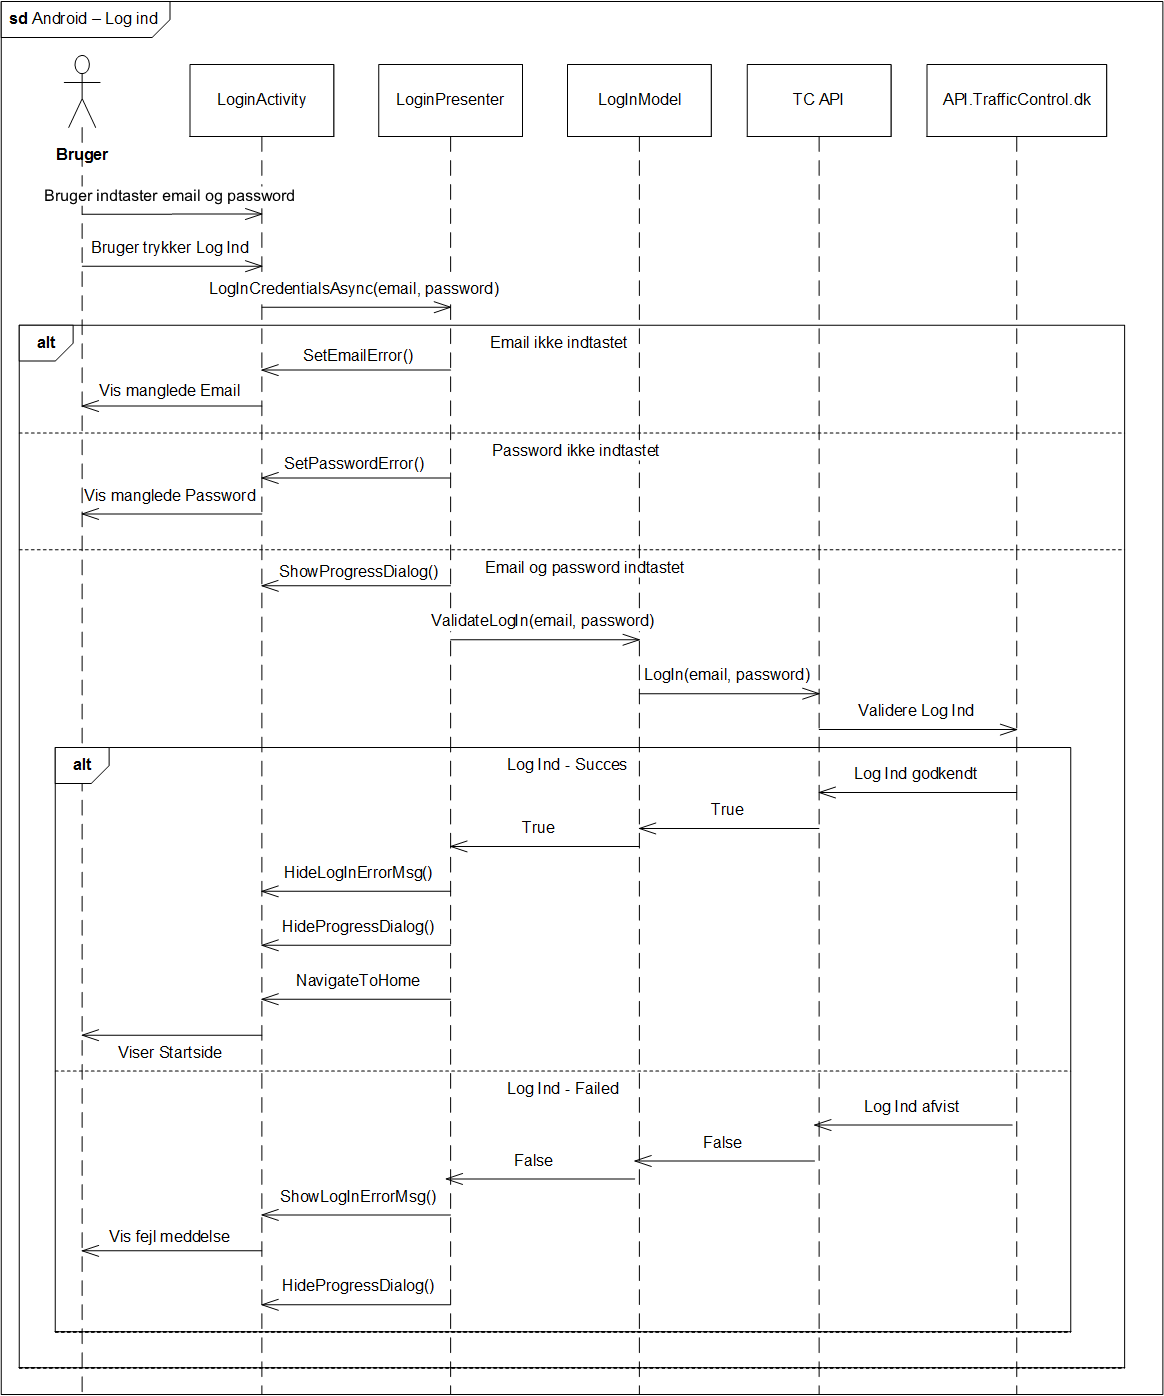 sd Android – Log ind
Bruger
LoginActivity
LoginPresenter
LogInModel
TC API
API.TrafficControl.dk
Bruger indtaster email og password
Bruger trykker Log Ind
LogInCredentialsAsync(email, password)
alt
Email ikke indtastet
SetEmailError()
Vis manglede Email
Password ikke indtastet
SetPasswordError()
Vis manglede Password
Email og password indtastet
ShowProgressDialog()
ValidateLogIn(email, password)
LogIn(email, password)
Validere Log Ind
alt
Log Ind - Succes
Log Ind godkendt
True
True
HideLogInErrorMsg()
HideProgressDialog()
NavigateToHome
Viser Startside
Log Ind - Failed
Log Ind afvist
False
False
ShowLogInErrorMsg()
Vis fejl meddelse
HideProgressDialog()